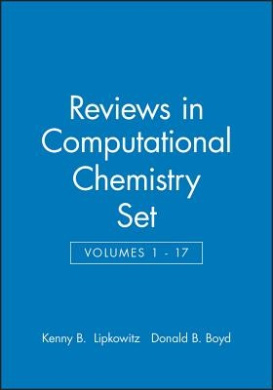 Reviews in
Computational
Chemistry
Set
VOLUMES 1 - 17
Kenny B. Lipkowitz Donald B. Boyd